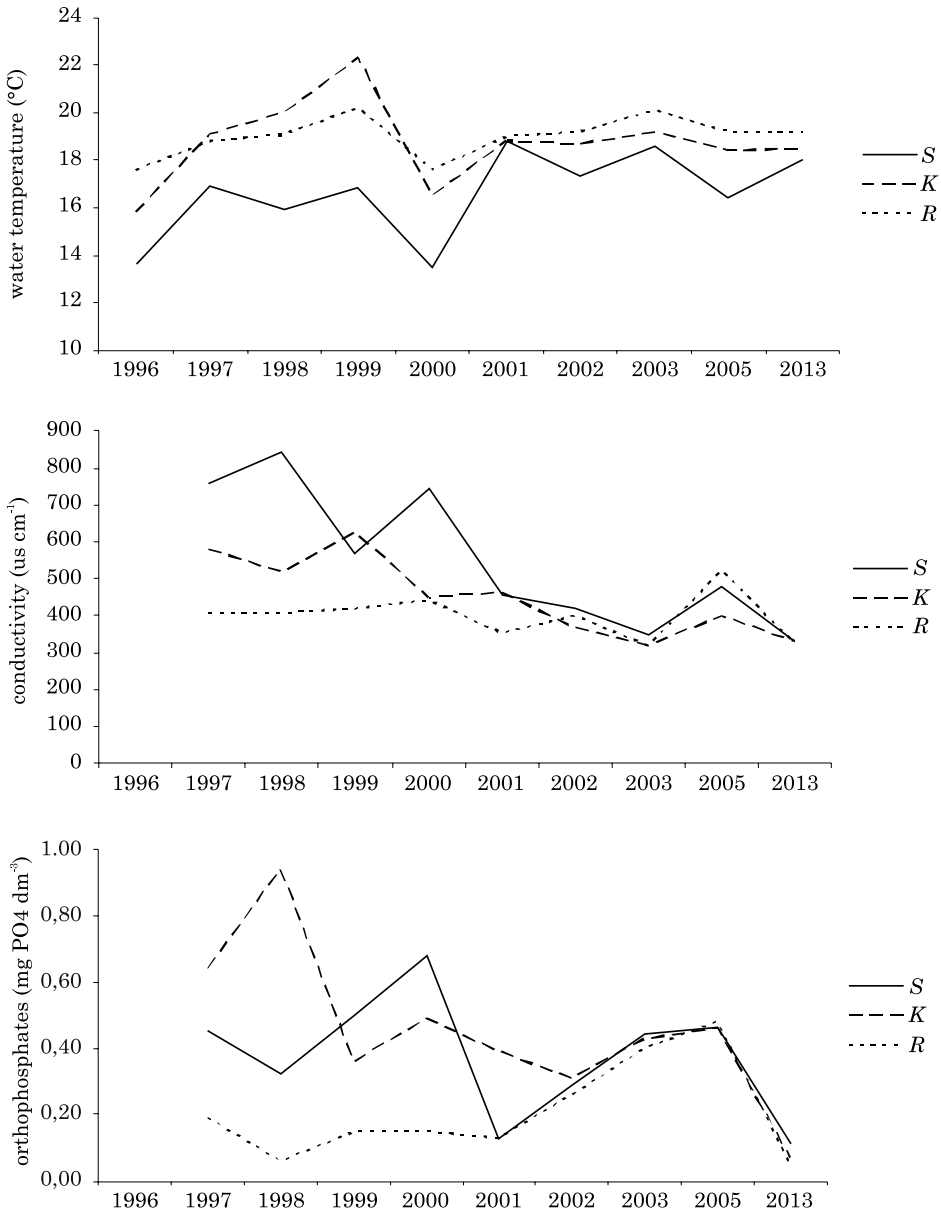 24
22
20
18
16
14
12
10
water temperature (°C)
1996 1997 1998 1999 2000 2001 2002 2003 2005 2013
S
K
R
900
800
700
600
500
400
300
200
100
0
conductivity (us cm-1)
1996 1997 1998 1999 2000 2001 2002 2003 2005 2013
S
K
R
1.00
0,80
0,60
0,40
0,20
0,00
orthophosphates (mg PO4 dm-3)
1996 1997 1998 1999 2000 2001 2002 2003 2005 2013
S
K
R